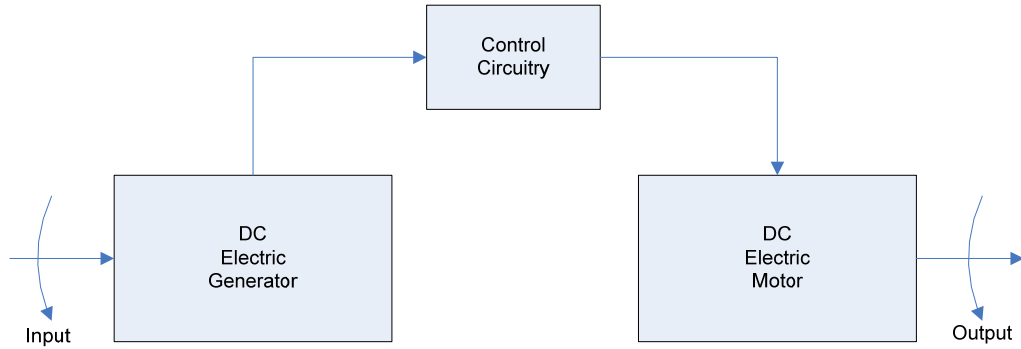 Control
Circuitry
DC
Electric
Generator
DC
Electric
Motor
Input
Output